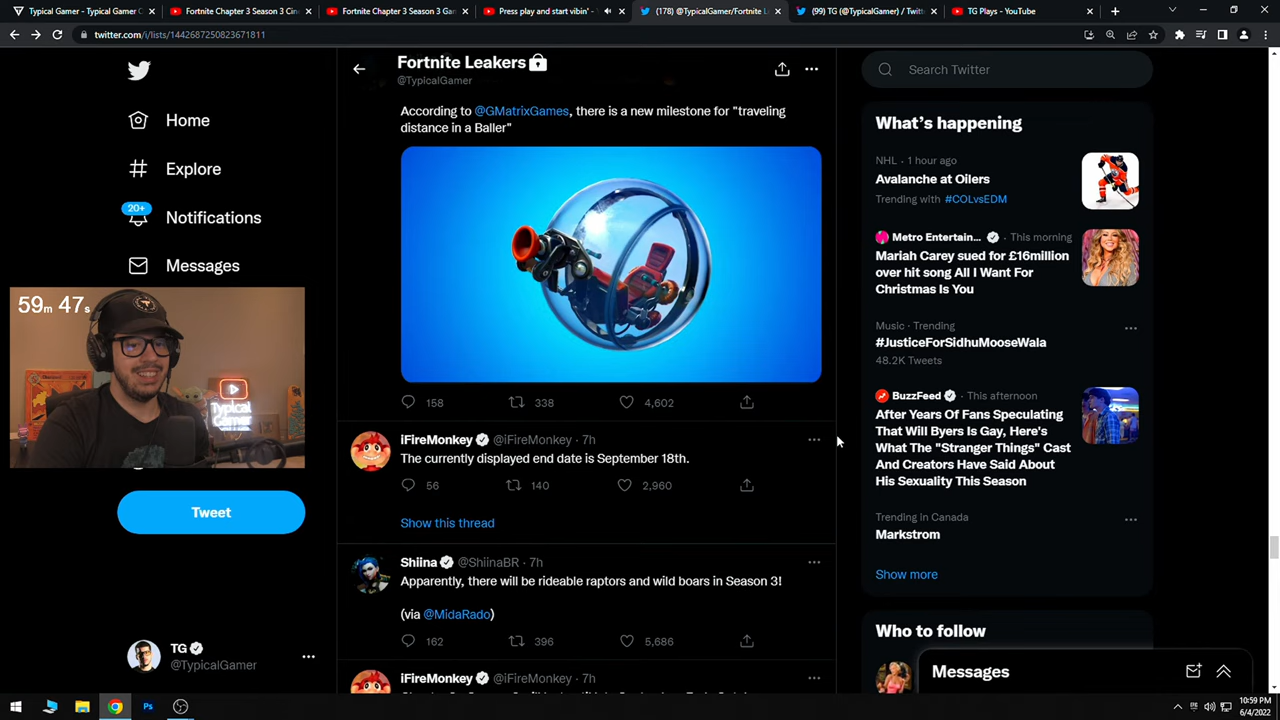 Typical Gamer - Typical Gamer C
Fortnite Chapter 3 Season 3 Cin
Fortnite Chapter 3 Season 3 Ga
Press play and start vibin' -
(178) @TypicalGamer/Fortnite L
(99) TG (@TypicalGamer) / Twitt
TG Plays - YouTube
twitter.com/i/lists/1442687250823671811
Home
Explore
20+
Notifications
Messages
59m 47s
Typical
Gamer
Tweet
TG
@TypicalGamer
Fortnite Leakers
@TypicalGamer
According to @GMatrixGames, there is a new milestone for "traveling
distance in a Baller"
158 338 4,602
iFireMonkey @iFireMonkey · 7h
The currently displayed end date is September 18th.
56 140 2,960
Show this thread
Shiina @ShiinaBR · 7h
Apparently, there will be rideable raptors and wild boars in Season 3!
(via @MidaRado)
162 396 5,686
iFireMonkey @iFireMonkey · 7h
Search Twitter
What's happening
NHL · 1 hour ago
Avalanche at Oilers
Trending with #COLvsEDM
Metro Entertain... · This morning
Mariah Carey sued for £16million
over hit song All I Want For
Christmas Is You
Music · Trending
#JusticeForSidhuMooseWala
48.2K Tweets
BuzzFeed · This afternoon
After Years Of Fans Speculating
That Will Byers Is Gay, Here's
What The "Stranger Things" Cast
And Creators Have Said About
His Sexuality This Season
Trending in Canada
Markstrom
Show more
Who to follow
Messages
10:59 PM
6/4/2022